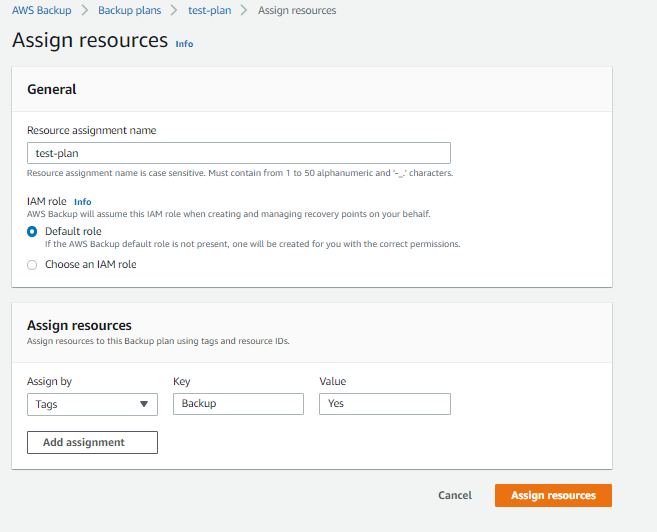 AWS Backup > Backup plans > test-plan > Assign resources
Assign resources Info
General
Resource assignment name
test-plan
Resource assignment name is case sensitive. Must contain from 1 to 50 alphanumeric and '-_.' characters.
IAM role Info
AWS Backup will assume this IAM role when creating and managing recovery points on your behalf.
Default role
If the AWS Backup default role is not present, one will be created for you with the correct permissions.
Choose an IAM role
Assign resources
Assign resources to this Backup plan using tags and resource IDs.
Assign by Key Value
Tags Backup Yes
Add assignment
Cancel Assign resources